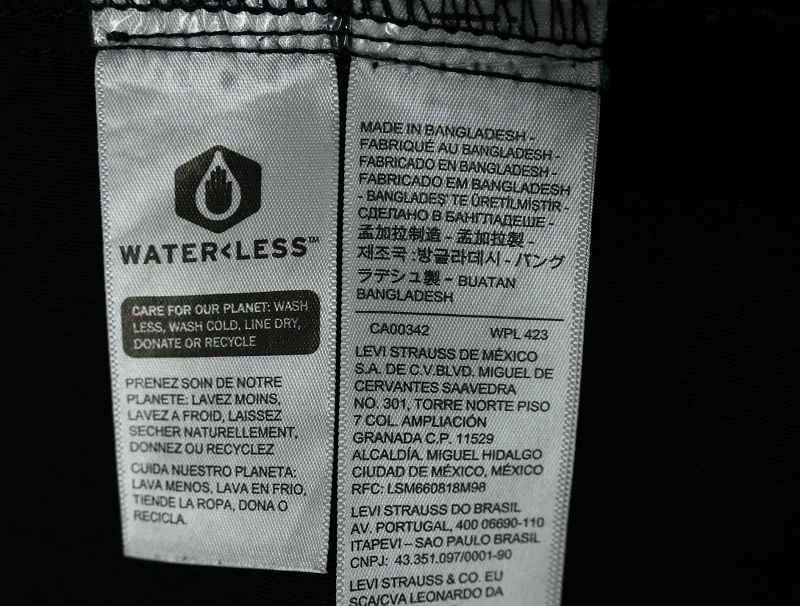 WATER<LESS™
CARE FOR OUR PLANET: WASH
LESS, WASH COLD, LINE DRY,
DONATE OR RECYCLE
PRENEZ SOIN DE NOTRE
PLANETE: LAVEZ MOINS,
LAVEZ A FROID, LAISSEZ
SECHER NATURELLEMENT,
DONNEZ OU RECYCLEZ
CUIDA NUESTRO PLANETA:
LAVA MENOS, LAVA EN FRIO,
TIENDE LA ROPA, DONA O
RECICLA.
MADE IN BANGLADESH -
FABRIQUÉ AU BANGLADESH -
FABRICADO EN BANGLADESH -
FABRICADO EM BANGLADESH
- BANGLADEŞ'TE ÜRETİLMİŞTİR -
СДЕЛАНО В БАНГЛАДЕШЕ -
孟加拉制造 - 孟加拉製 -
제조국 :방글라데시 - バング
ラデシュ製 - BUATAN
BANGLADESH
CA00342 WPL 423
LEVI STRAUSS DE MÉXICO
S.A. DE C.V.BLVD. MIGUEL DE
CERVANTES SAAVEDRA
NO. 301, TORRE NORTE PISO
7 COL. AMPLIACIÓN
GRANADA C.P. 11529
ALCALDÍA. MIGUEL HIDALGO
CIUDAD DE MÉXICO, MÉXICO
RFC: LSM660818M98
LEVI STRAUSS DO BRASIL
AV. PORTUGAL, 400 06690-110
ITAPEVI – SAO PAULO BRASIL
CNPJ: 43.351.097/0001-90
LEVI STRAUSS & CO. EU
SCA/CVA LEONARDO DA